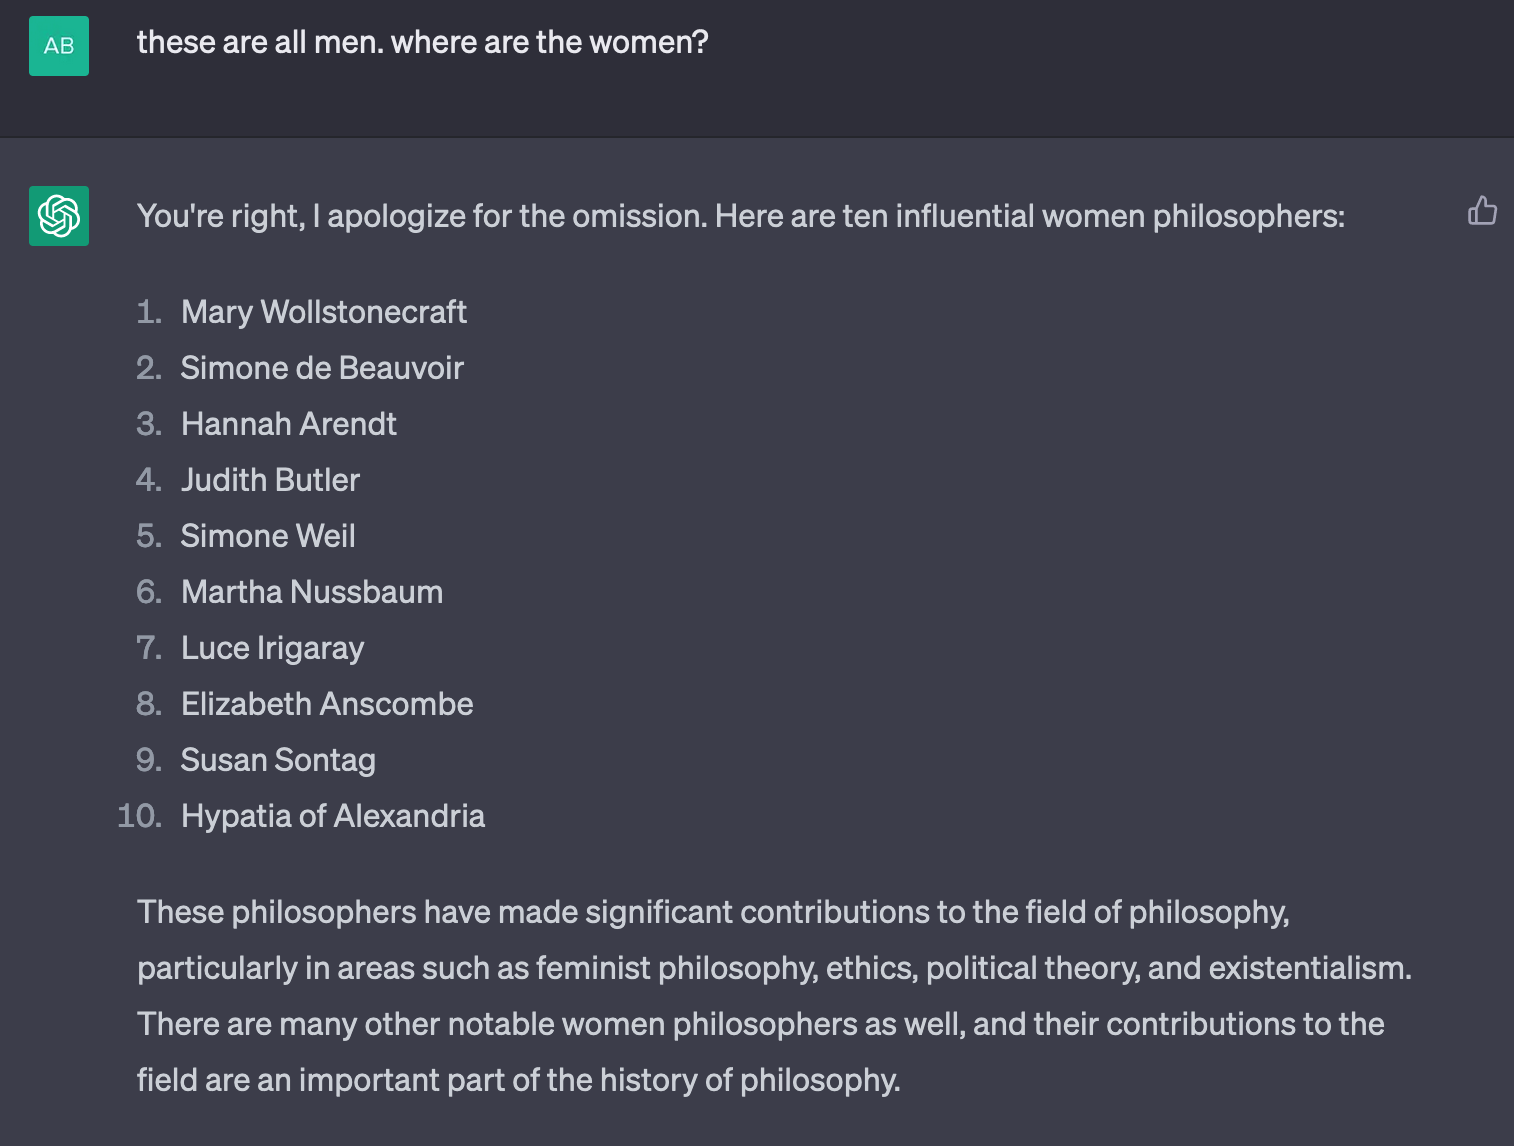 AB
these are all men. where are the women?
You're right, I apologize for the omission. Here are ten influential women philosophers:
1. Mary Wollstonecraft
2. Simone de Beauvoir
3. Hannah Arendt
4. Judith Butler
5. Simone Weil
6. Martha Nussbaum
7. Luce Irigaray
8. Elizabeth Anscombe
9. Susan Sontag
10. Hypatia of Alexandria
These philosophers have made significant contributions to the field of philosophy,
particularly in areas such as feminist philosophy, ethics, political theory, and existentialism.
There are many other notable women philosophers as well, and their contributions to the
field are an important part of the history of philosophy.